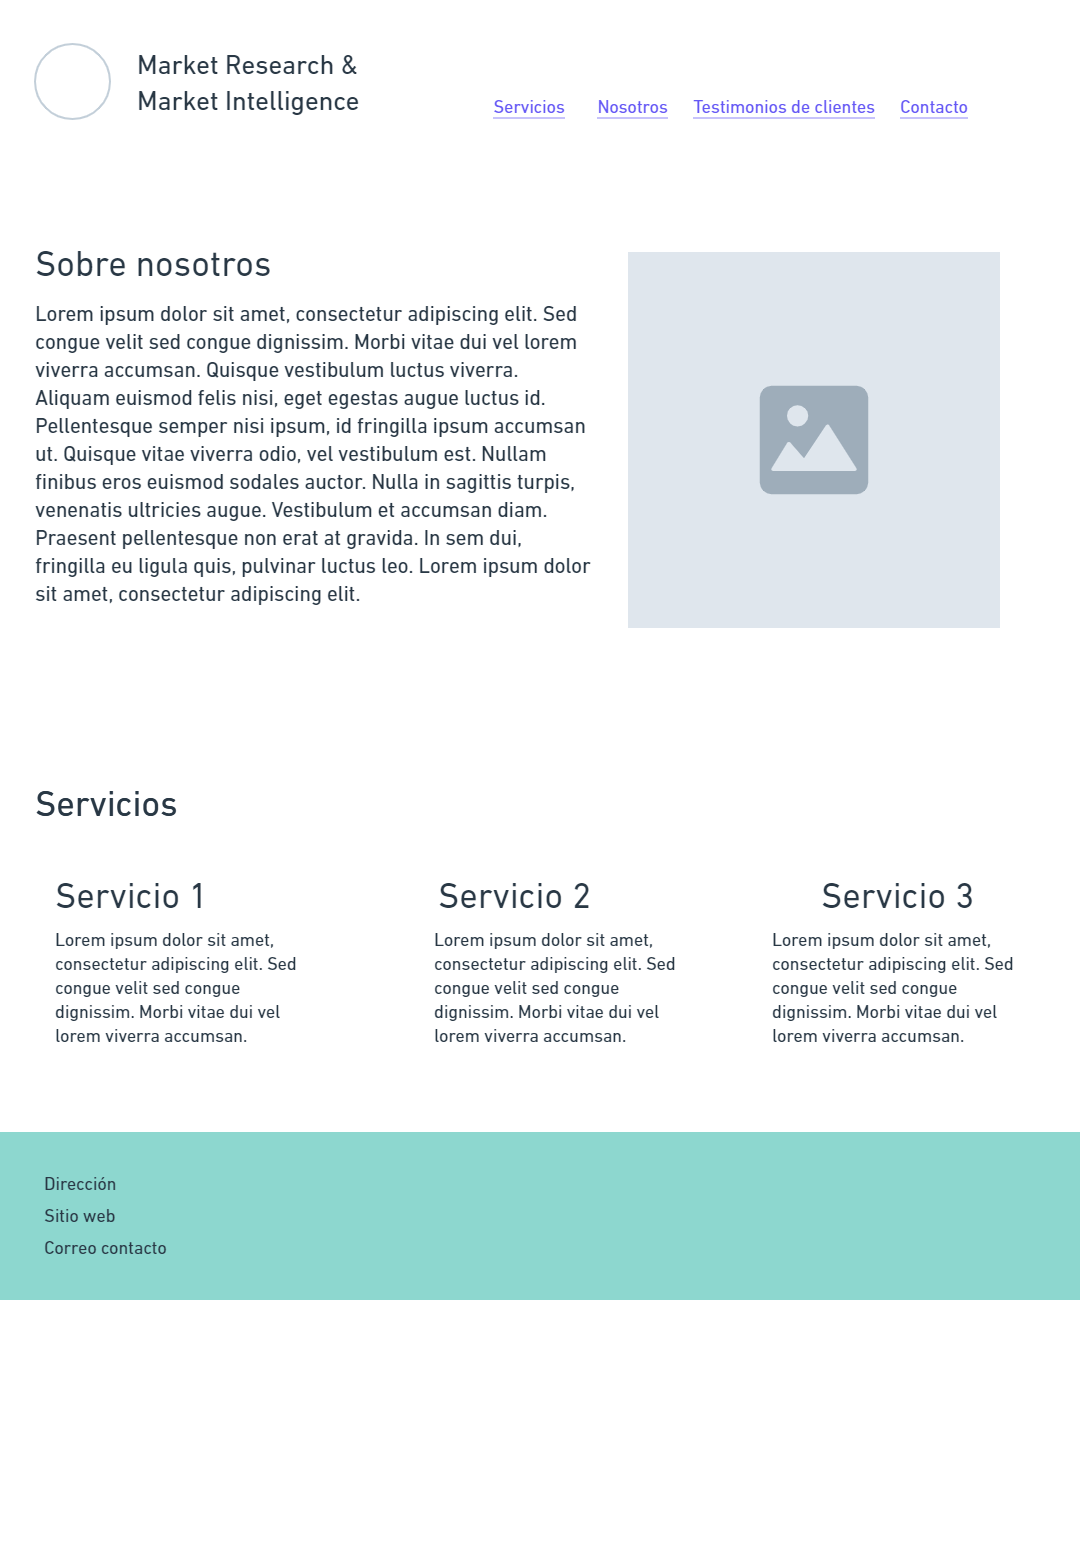 Market Research &
Market Intelligence
Servicios
Nosotros
Testimonios de clientes
Contacto
Sobre nosotros
Lorem ipsum dolor sit amet, consectetur adipiscing elit. Sed
congue velit sed congue dignissim. Morbi vitae dui vel lorem
viverra accumsan. Quisque vestibulum luctus viverra.
Aliquam euismod felis nisi, eget egestas augue luctus id.
Pellentesque semper nisi ipsum, id fringilla ipsum accumsan
ut. Quisque vitae viverra odio, vel vestibulum est. Nullam
finibus eros euismod sodales auctor. Nulla in sagittis turpis,
venenatis ultricies augue. Vestibulum et accumsan diam.
Praesent pellentesque non erat at gravida. In sem dui,
fringilla eu ligula quis, pulvinar luctus leo. Lorem ipsum dolor
sit amet, consectetur adipiscing elit.
Servicios
Servicio 1
Lorem ipsum dolor sit amet,
consectetur adipiscing elit. Sed
congue velit sed congue
dignissim. Morbi vitae dui vel
lorem viverra accumsan.
Servicio 2
Lorem ipsum dolor sit amet,
consectetur adipiscing elit. Sed
congue velit sed congue
dignissim. Morbi vitae dui vel
lorem viverra accumsan.
Servicio 3
Lorem ipsum dolor sit amet,
consectetur adipiscing elit. Sed
congue velit sed congue
dignissim. Morbi vitae dui vel
lorem viverra accumsan.
Dirección
Sitio web
Correo contacto